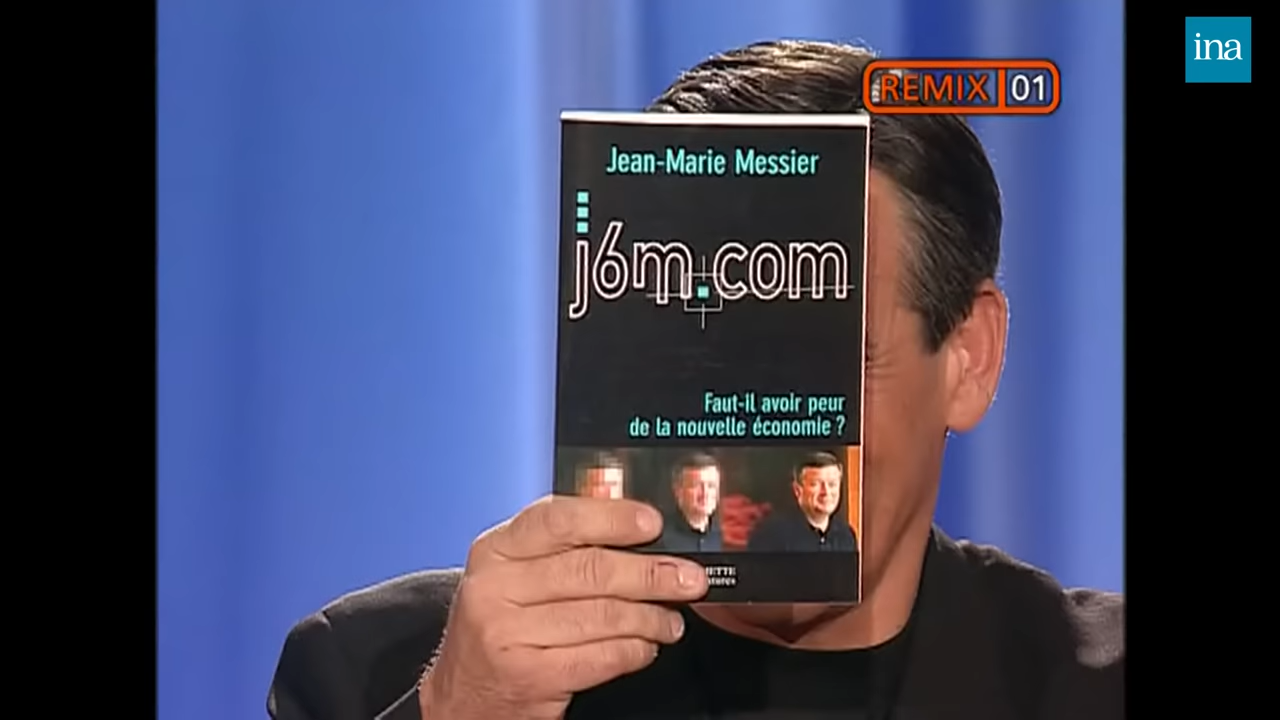 ina
REMIX 01
Jean-Marie Messier
j6m.com
Faut-il avoir peur
de la nouvelle économie ?